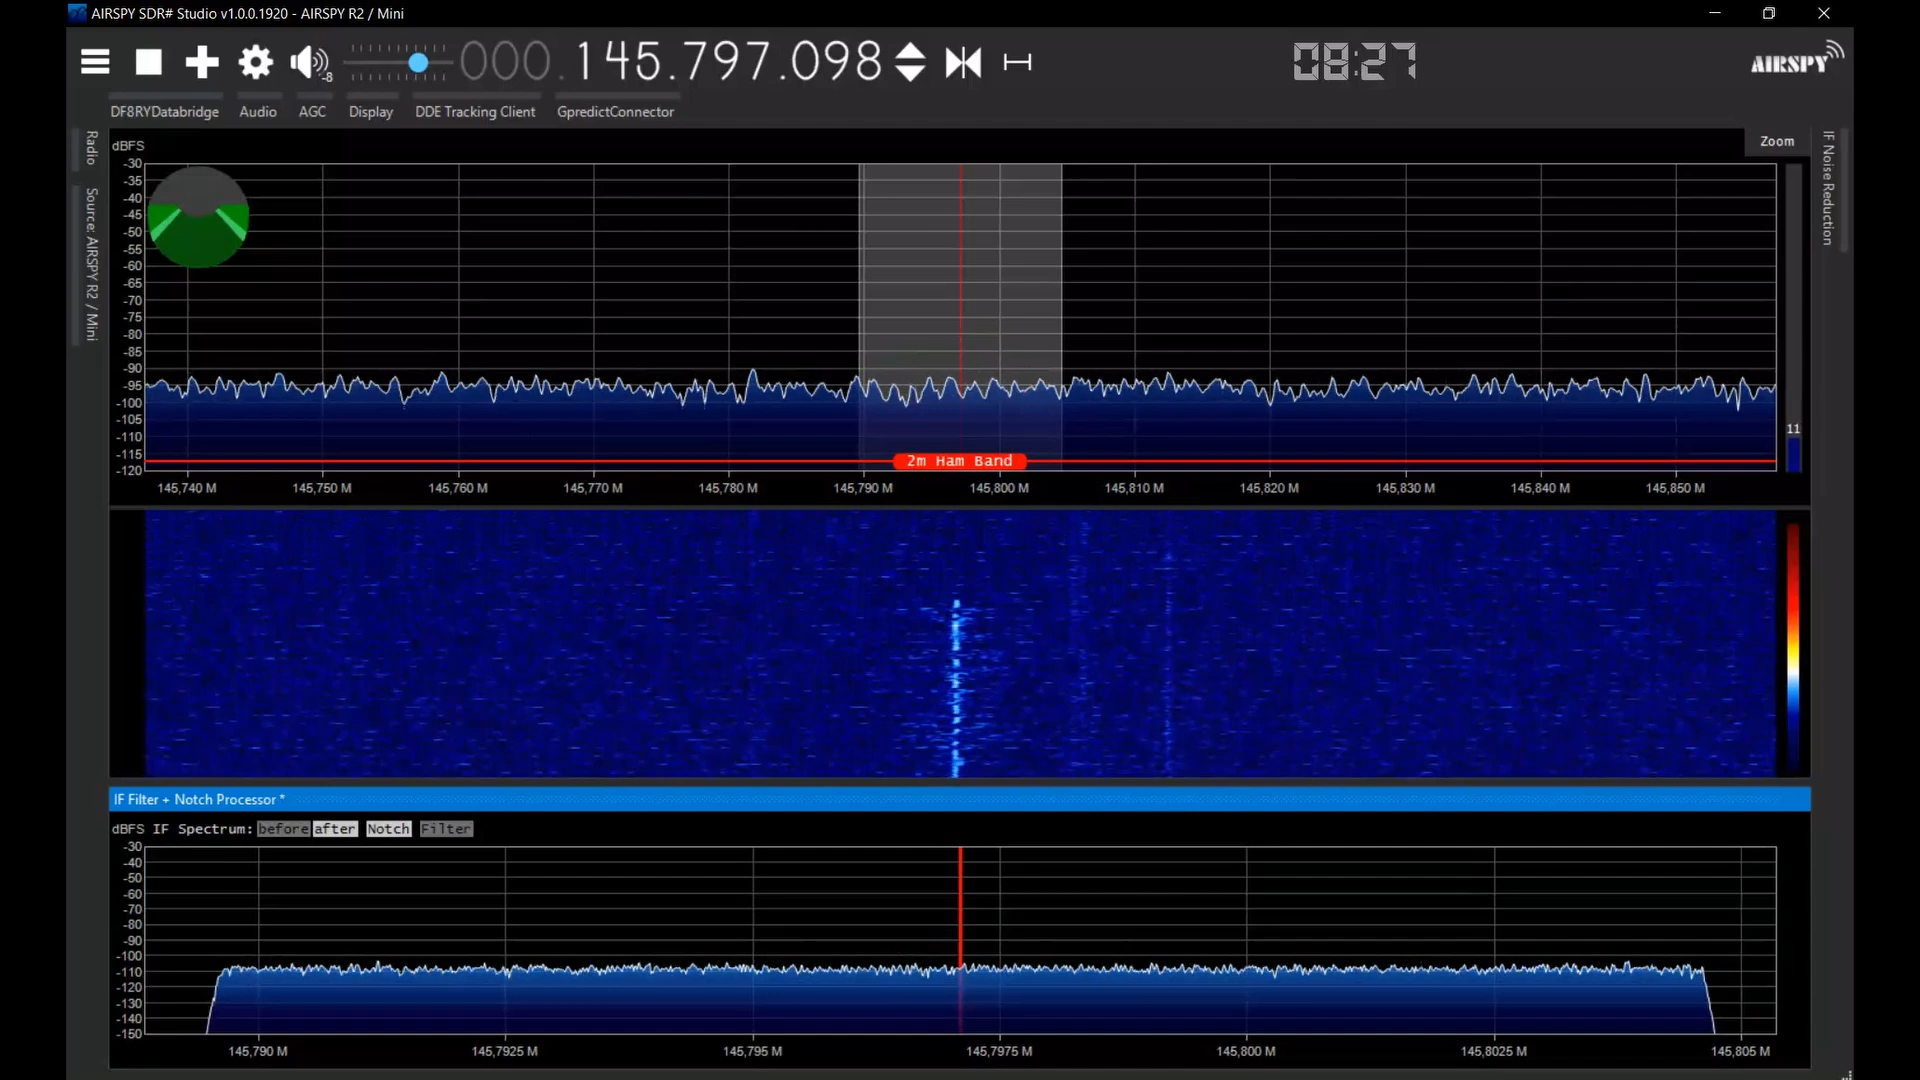 AIRSPY SDR# Studio v1.0.0.1920 - AIRSPY R2 / Mini
-8
000.145.797.098
08:27
AIRSPY
DF8RYDatabridge Audio AGC Display DDE Tracking Client GpredictConnector
Radio
Source: AIRSPY R2 / Mini
dBFS
Zoom
IF Noise Reduction
-30
-35
-40
-45
-50
-55
-60
-65
-70
-75
-80
-85
-90
-95
-100
-105
-110
-115
-120
11
2m Ham Band
145,740 M 145,750 M 145,760 M 145,770 M 145,780 M 145,790 M 145,800 M 145,810 M 145,820 M 145,830 M 145,840 M 145,850 M
IF Filter + Notch Processor *
dBFS IF Spectrum: before after Notch Filter
-30
-40
-50
-60
-70
-80
-90
-100
-110
-120
-130
-140
-150
145,790 M 145,7925 M 145,795 M 145,7975 M 145,800 M 145,8025 M 145,805 M